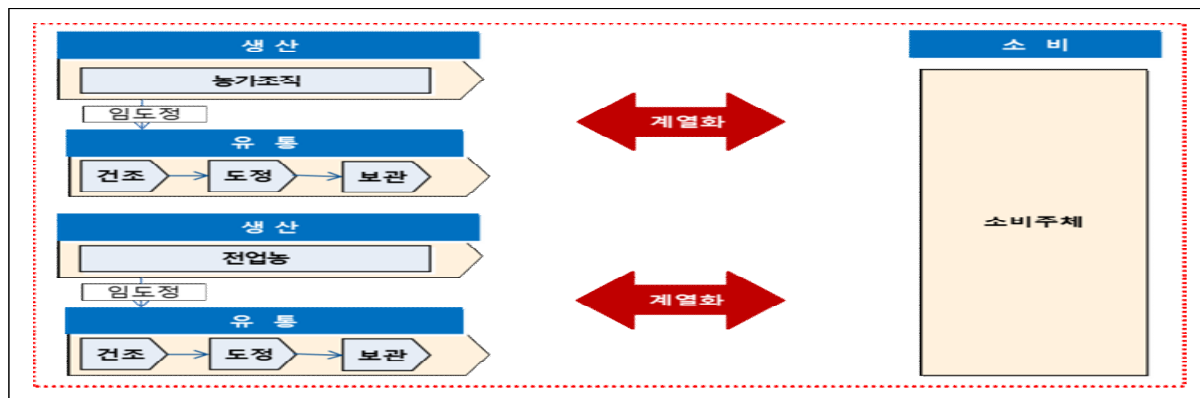 생 산
농가조직
임도정
유 통
건조
도정
보관
생 산
전업농
임도정
유 통
건조
도정
보관
계열화
계열화
소 비
소비주체